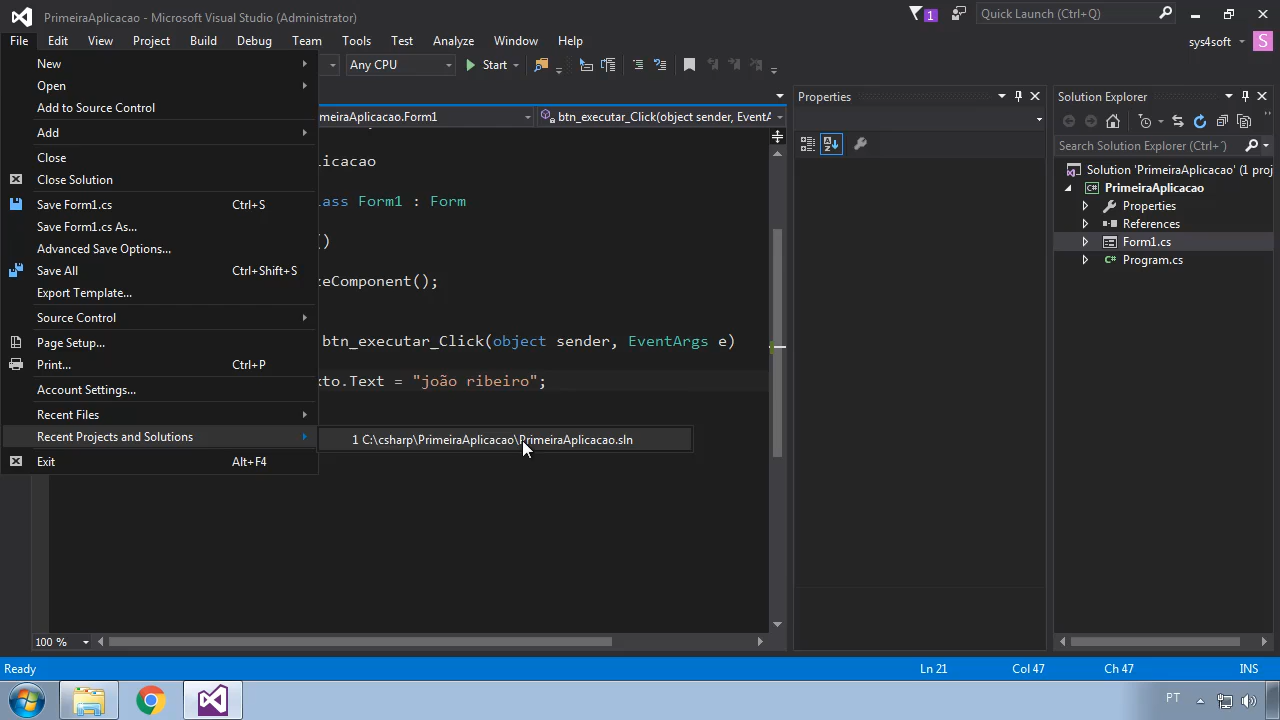 PrimeiraAplicacao - Microsoft Visual Studio (Administrator)
1
Quick Launch (Ctrl+Q)
File Edit View Project Build Debug Team Tools Test Analyze Window Help
sys4soft
S
Any CPU
Start
New
Open
Add to Source Control
Add
Close
Close Solution
Save Form1.cs Ctrl+S
Save Form1.cs As...
Advanced Save Options...
Save All Ctrl+Shift+S
Export Template...
Source Control
Page Setup...
Print... Ctrl+P
Account Settings...
Recent Files
Recent Projects and Solutions
Exit Alt+F4
1 C:\csharp\PrimeiraAplicacao\PrimeiraAplicacao.sln
meiraAplicacao.Form1
btn_executar_Click(object sender, EventA
licacao
ass Form1 : Form
()
zeComponent();
btn_executar_Click(object sender, EventArgs e)
xto.Text = "joão ribeiro";
100 %
Properties
Solution Explorer
Search Solution Explorer (Ctrl+
Solution 'PrimeiraAplicacao' (1 proj
PrimeiraAplicacao
Properties
References
Form1.cs
Program.cs
Ready
Ln 21
Col 47
Ch 47
INS
PT